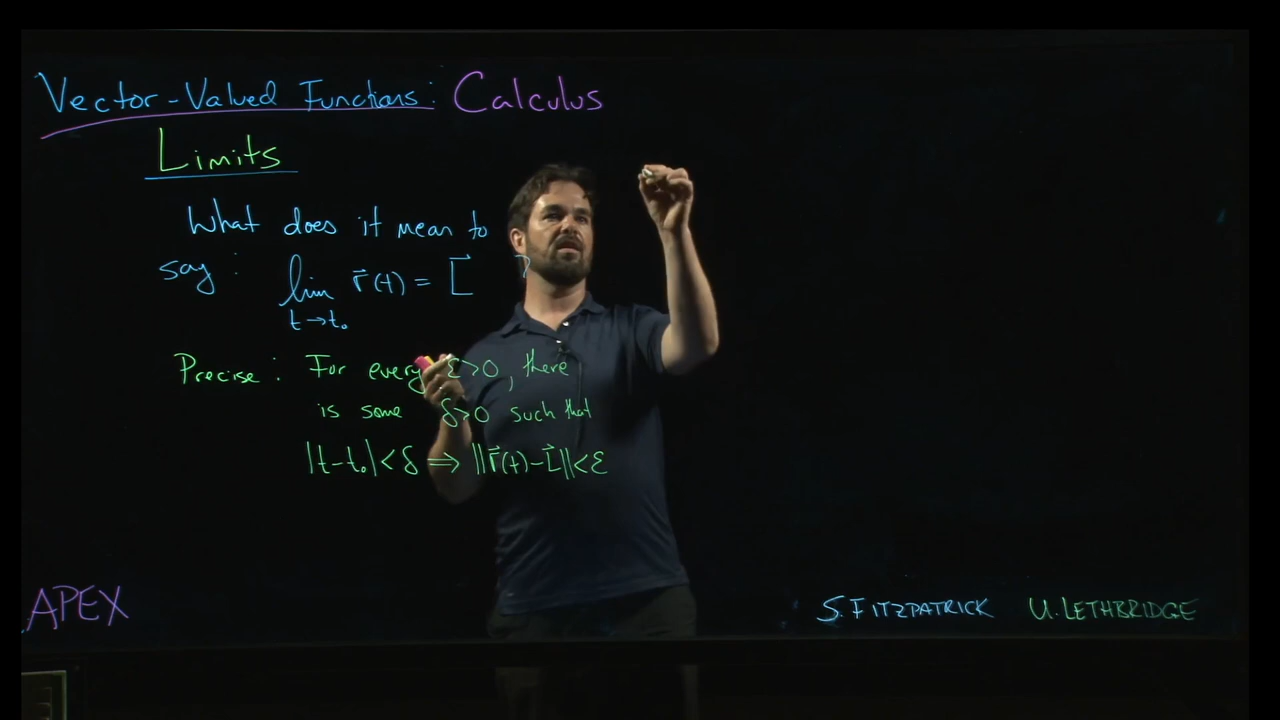 Vector-Valued Functions: Calculus
Limits
What does it mean to
say: lim r⃗(t) = L⃗ ?
t→t₀
Precise: For every ε>0, there
is some δ>0 such that
|t-t₀|<δ ⇒ ||r⃗(t)-L⃗||<ε
APEX
S. FITZPATRICK U. LETHBRIDGE